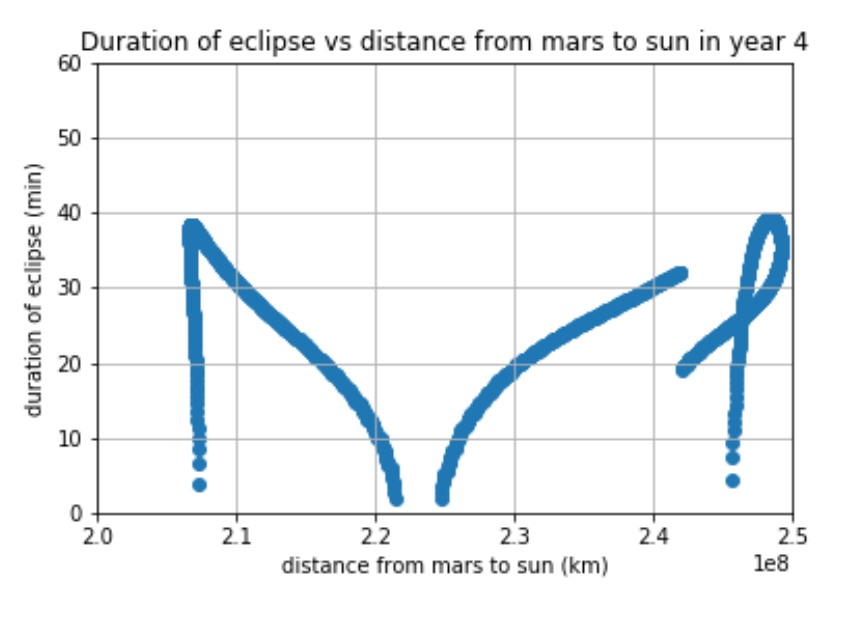 Duration of eclipse vs distance from mars to sun in year 4
60
50
40
30
20
10
0
duration of eclipse (min)
2.0 2.1 2.2 2.3 2.4 2.5
distance from mars to sun (km)
1e8